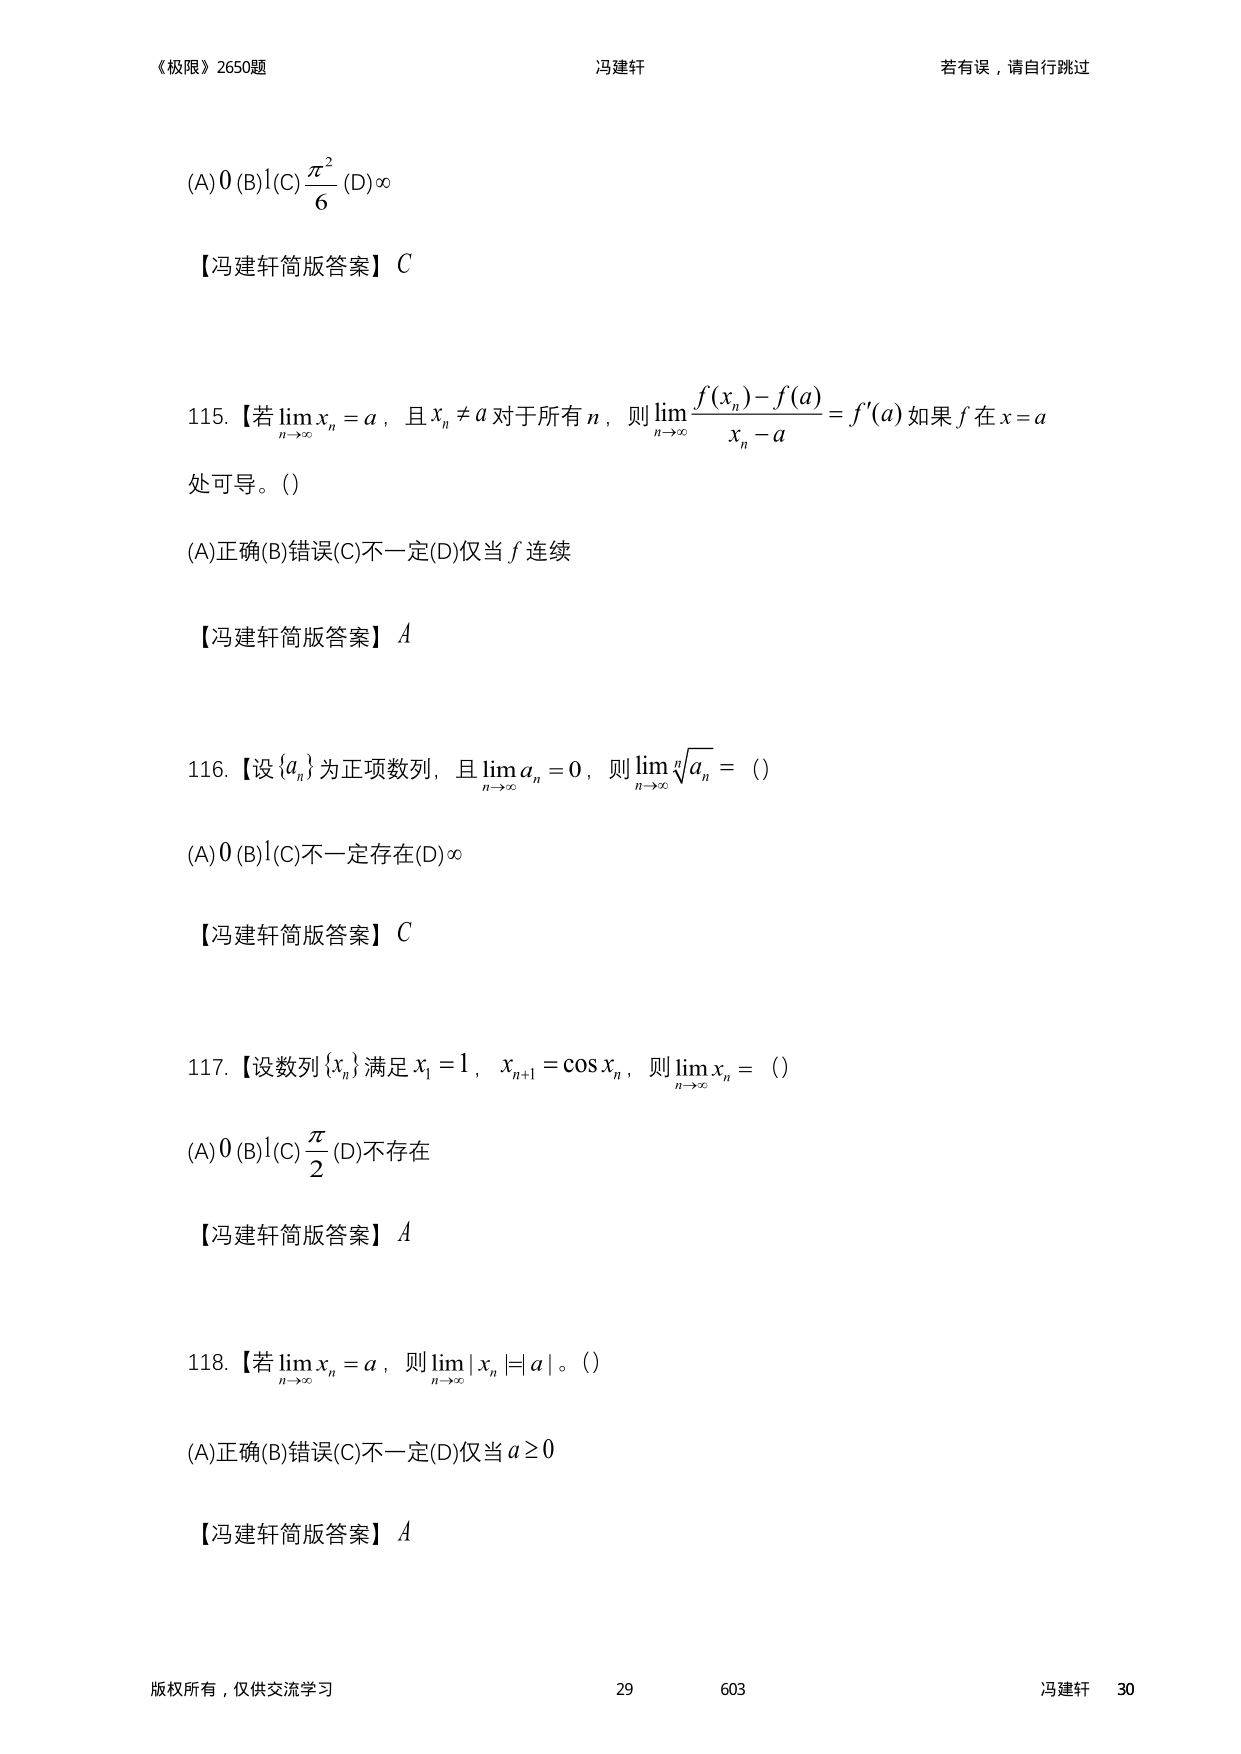 《极限》2650题 冯建轩 若有误，请自行跳过
(A) 0 (B) 1 (C) π²/6 (D) ∞
【冯建轩简版答案】 C
115.【若 lim_{n→∞} x_n = a，且 x_n ≠ a 对于所有 n，则 lim_{n→∞} (f(x_n) − f(a))/(x_n − a) = f′(a) 如果 f 在 x = a
处可导。()
(A)正确(B)错误(C)不一定(D)仅当 f 连续
【冯建轩简版答案】 A
116.【设 {a_n} 为正项数列，且 lim_{n→∞} a_n = 0，则 lim_{n→∞} ⁿ√a_n = ()
(A) 0 (B) 1 (C)不一定存在(D) ∞
【冯建轩简版答案】 C
117.【设数列 {x_n} 满足 x_1 = 1，x_{n+1} = cos x_n，则 lim_{n→∞} x_n = ()
(A) 0 (B) 1 (C) π/2 (D)不存在
【冯建轩简版答案】 A
118.【若 lim_{n→∞} x_n = a，则 lim_{n→∞} | x_n |=| a |。()
(A)正确(B)错误(C)不一定(D)仅当 a ≥ 0
【冯建轩简版答案】 A
版权所有，仅供交流学习 29 603 冯建轩 30